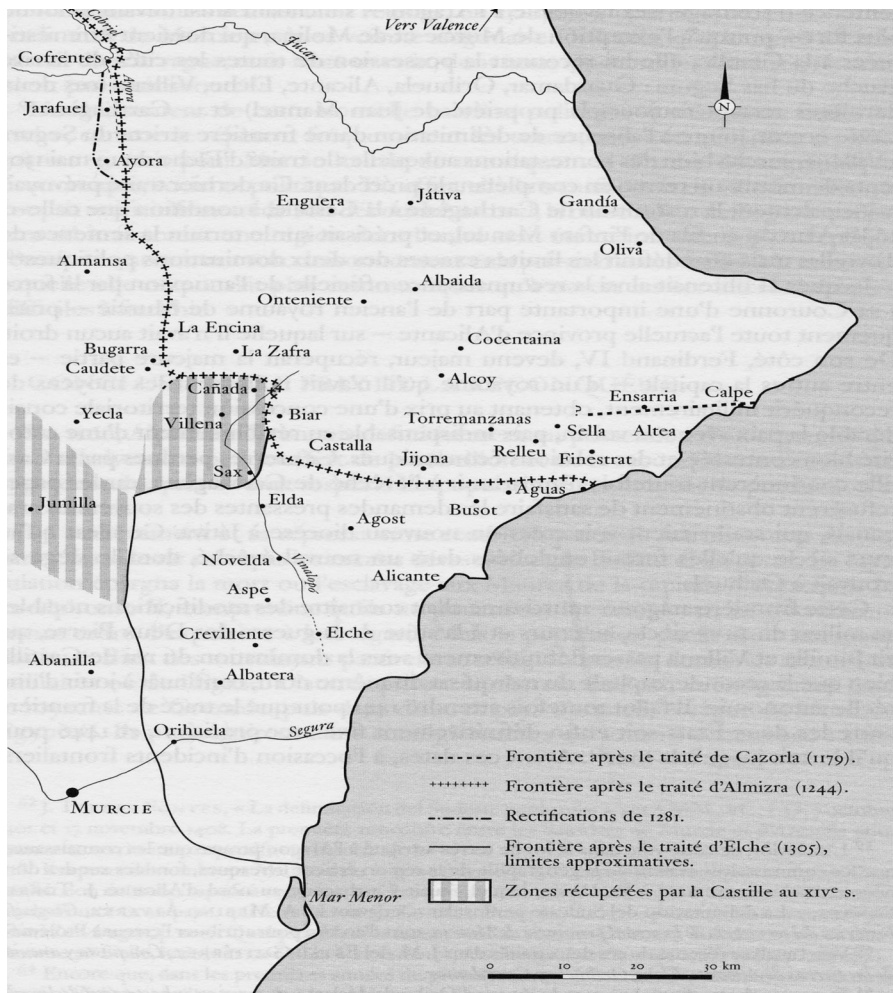 Cabriel
Vers Valence
Cofrentes
Júcar
Ayora
Jarafuel
N
Ayora
Enguera
Játiva
Gandía
Oliva
Almansa
Albaida
Onteniente
La Encina
Cocentaina
Bugarra
La Zafra
Caudete
Alcoy
Camara
Calpe
Ensarria
Yecla
Villena
Biar
Torremanzanas
Sella
Altea
Castalla
Relleu
Jijona
Finestrat
Sax
Aguas
Jumilla
Elda
Busot
Agost
Novelda
Vinalopó
Alicante
Aspe
Crevillente
Elche
Abanilla
Albatera
Orihuela
Segura
MURCIE
Mar Menor
Frontière après le traité de Cazorla (1179).
Frontière après le traité d'Almizra (1244).
Rectifications de 1281.
Frontière après le traité d'Elche (1305),
limites approximatives.
Zones récupérées par la Castille au XIVe s.
0 10 20 30 km